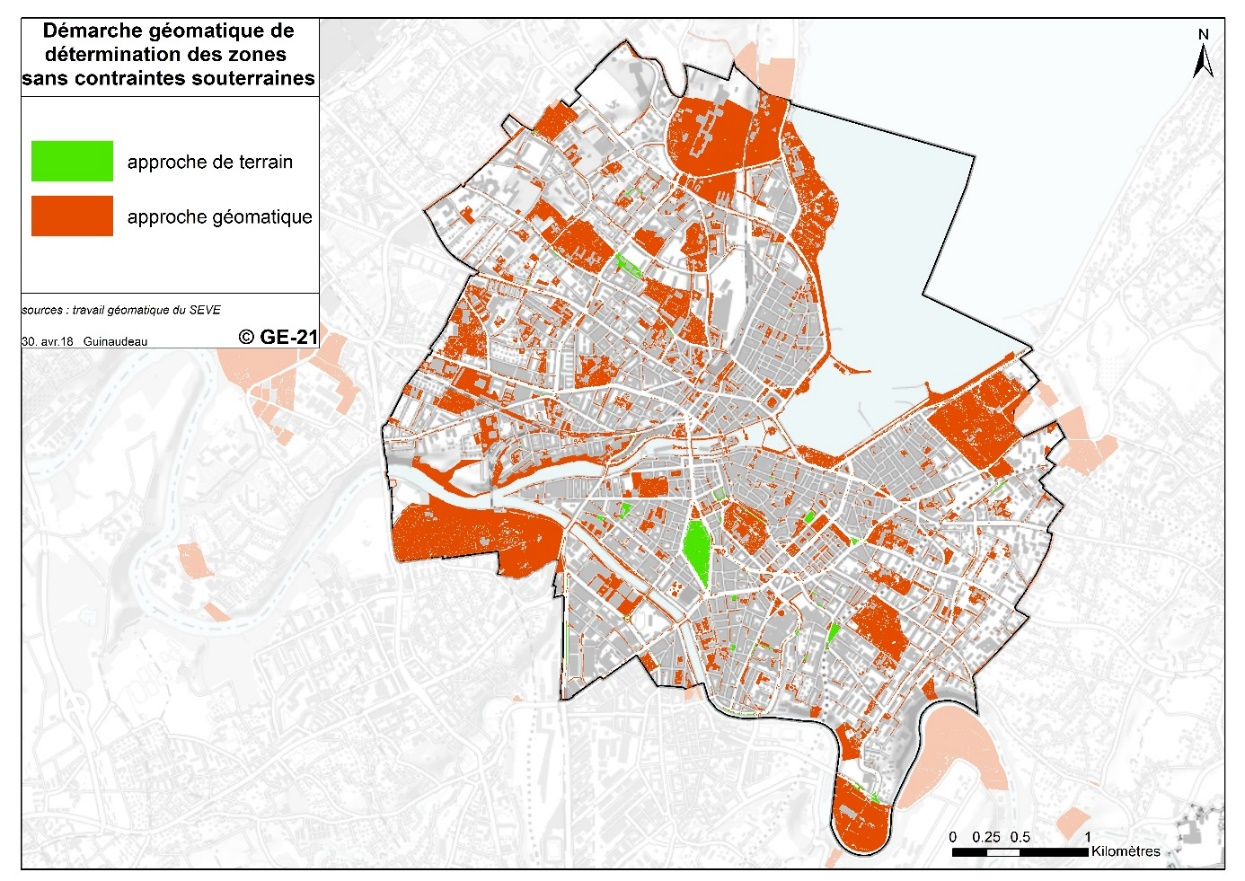 Démarche géomatique de
détermination des zones
sans contraintes souterraines
approche de terrain
approche géomatique
sources : travail géomatique du SEVE
30. avr.18 Guinaudeau © GE-21
N
0 0.25 0.5 1
Kilomètres